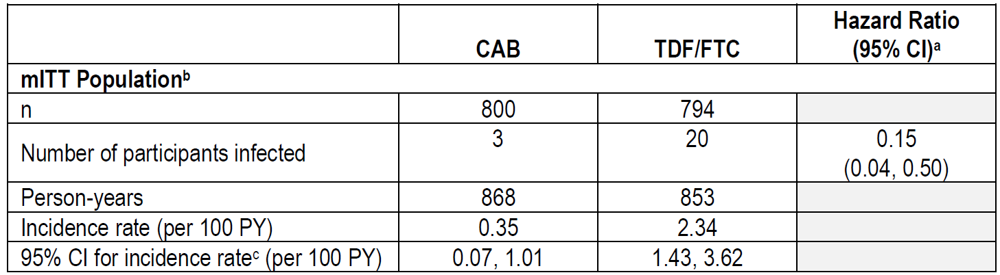 CAB TDF/FTC Hazard Ratio (95% CI)ᵃ
mITT Populationᵇ
n 800 794
Number of participants infected 3 20 0.15 (0.04, 0.50)
Person-years 868 853
Incidence rate (per 100 PY) 0.35 2.34
95% CI for incidence rateᶜ (per 100 PY) 0.07, 1.01 1.43, 3.62